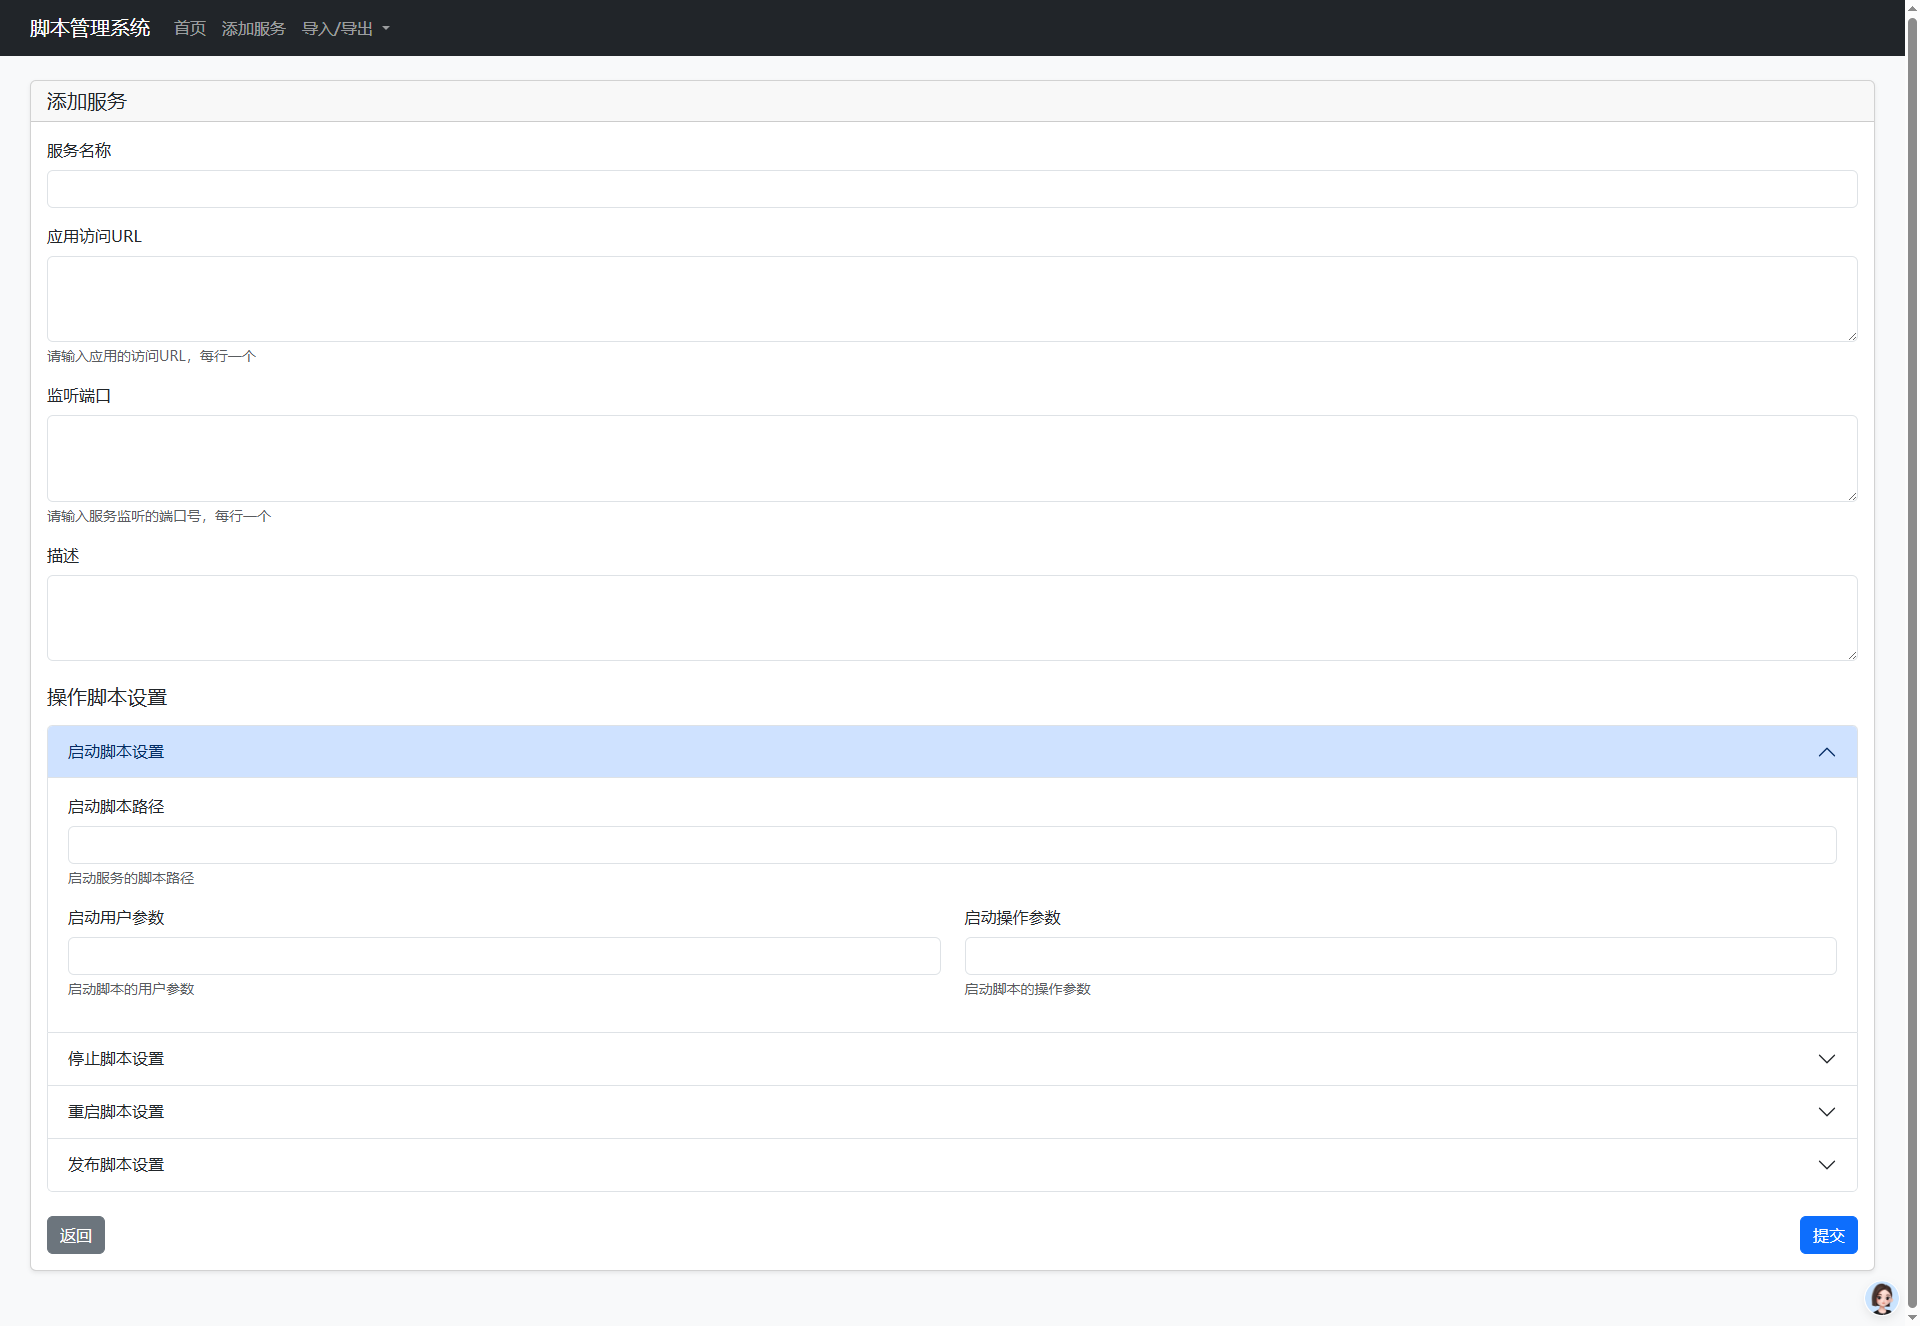 脚本管理系统 首页 添加服务 导入/导出
添加服务
服务名称
应用访问URL
请输入应用的访问URL，每行一个
监听端口
请输入服务监听的端口号，每行一个
描述
操作脚本设置
启动脚本设置
启动脚本路径
启动服务的脚本路径
启动用户参数 启动操作参数
启动脚本的用户参数 启动脚本的操作参数
停止脚本设置
重启脚本设置
发布脚本设置
返回 提交